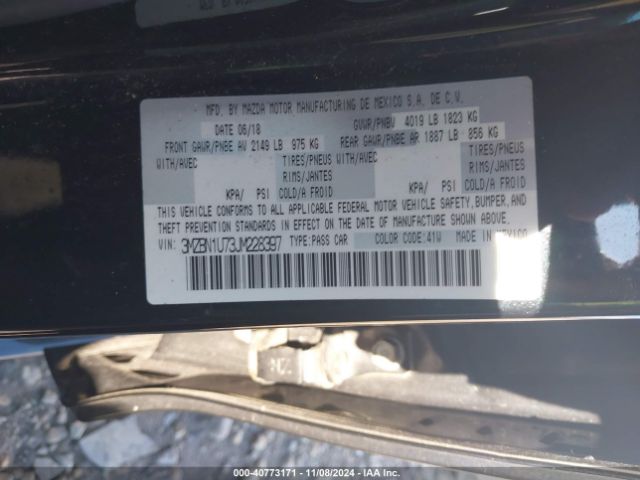 MFD. BY MAZDA MOTOR MANUFACTURING DE MEXICO S.A. DE C.V.
DATE 06/18 GVWR/PNBV 4019 LB 1823 KG
FRONT GAWR/PNBE AV 2149 LB 975 KG REAR GAWR/PNBE AR 1887 LB 856 KG
WITH/AVEC TIRES/PNEUS WITH/AVEC TIRES/PNEUS
RIMS/JANTES RIMS/JANTES
KPA/ PSI COLD/A FROID KPA/ PSI COLD/A FROID
THIS VEHICLE CONFORMS TO ALL APPLICABLE FEDERAL MOTOR VEHICLE SAFETY, BUMPER, AND
THEFT PREVENTION STANDARDS IN EFFECT ON THE DATE OF MANUFACTURE SHOWN ABOVE.
VIN: 3MZBN1U73JM228397 TYPE:PASS CAR COLOR CODE:41W MADE IN MEXICO
000-40773171 - 11/08/2024 - IAA Inc.